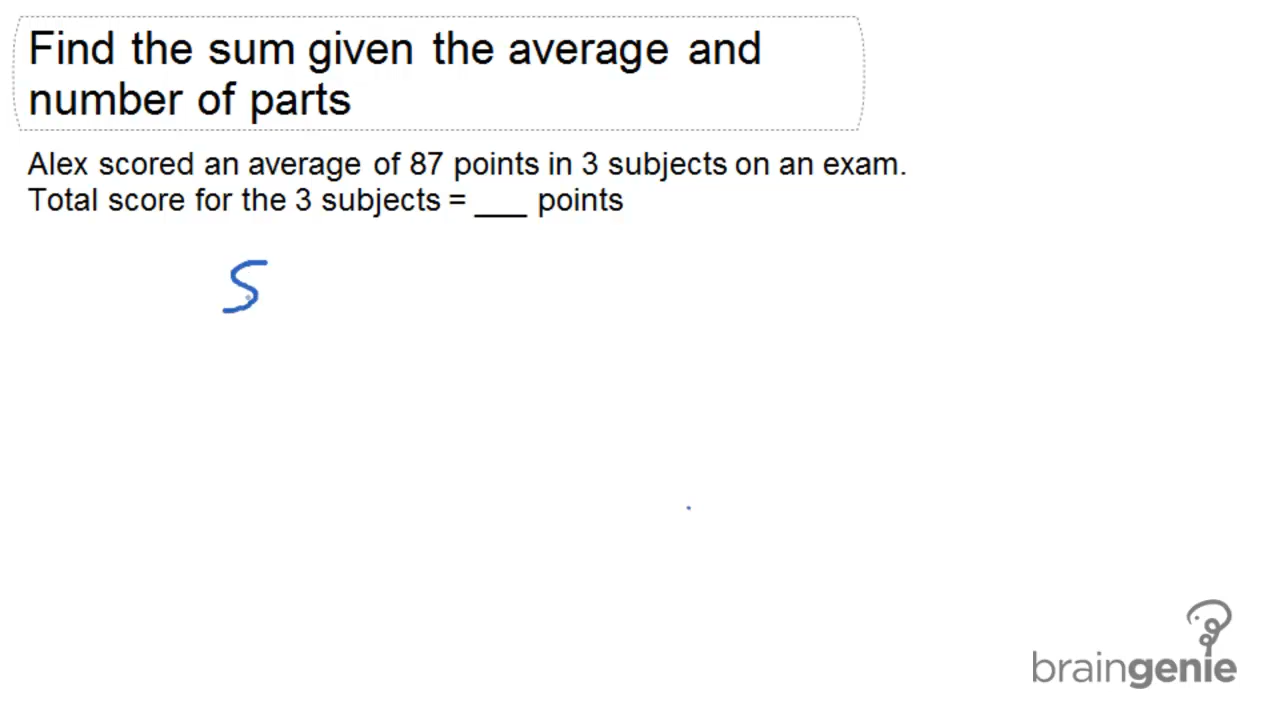 Find the sum given the average and
number of parts
Alex scored an average of 87 points in 3 subjects on an exam.
Total score for the 3 subjects = ___ points
S
braingenie